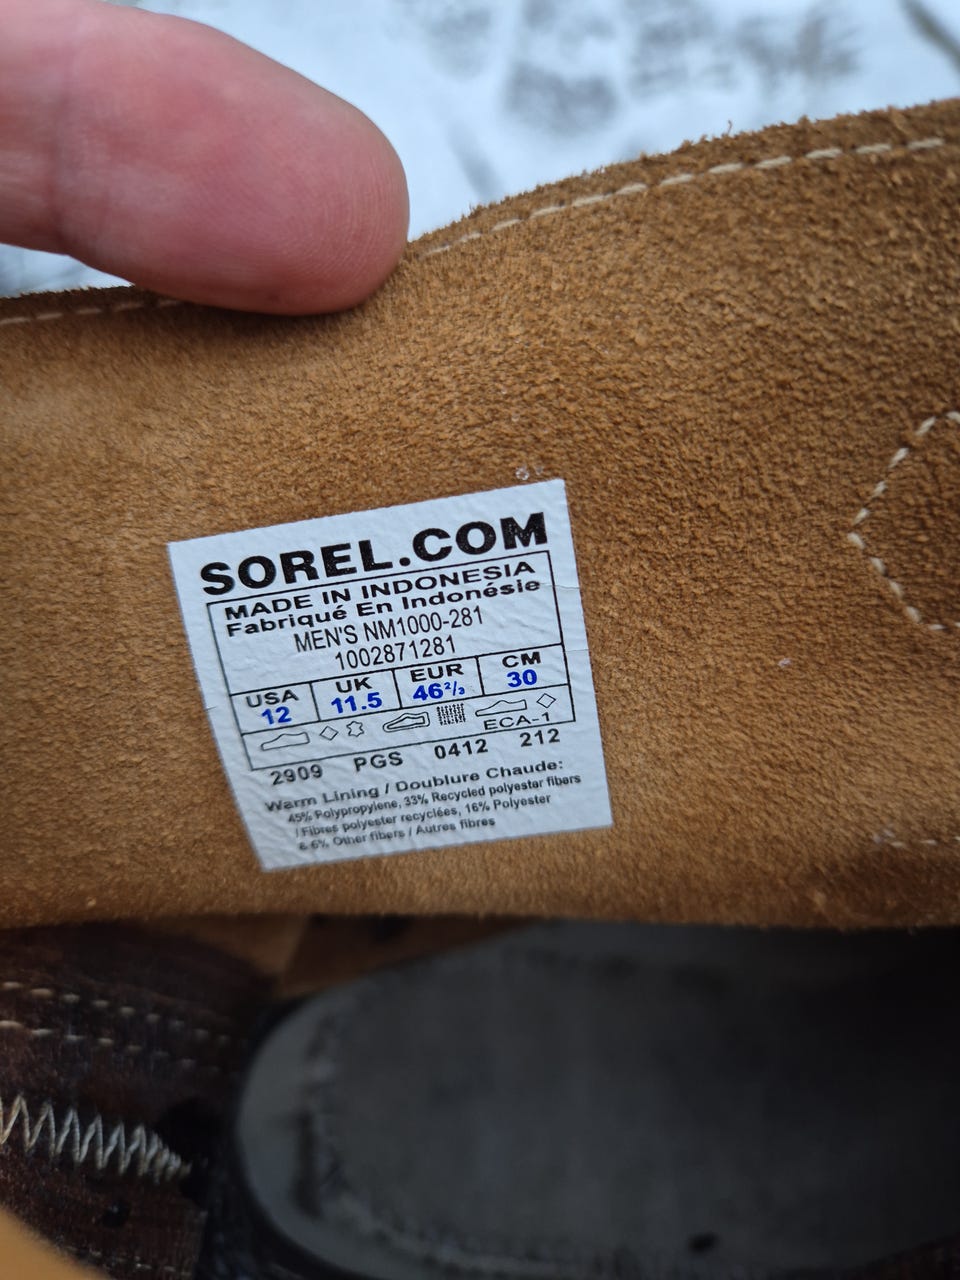 SOREL.COM
MADE IN INDONESIA
Fabriqué En Indonésie
MEN'S NM1000-281
1002871281
USA UK EUR CM
12 11.5 46²/₃ 30
ECA-1
2909 PGS 0412 212
Warm Lining / Doublure Chaude:
45% Polypropylene, 33% Recycled polyester fibers
/ Fibres polyester recyclées, 16% Polyester
& 6% Other fibers / Autres fibres